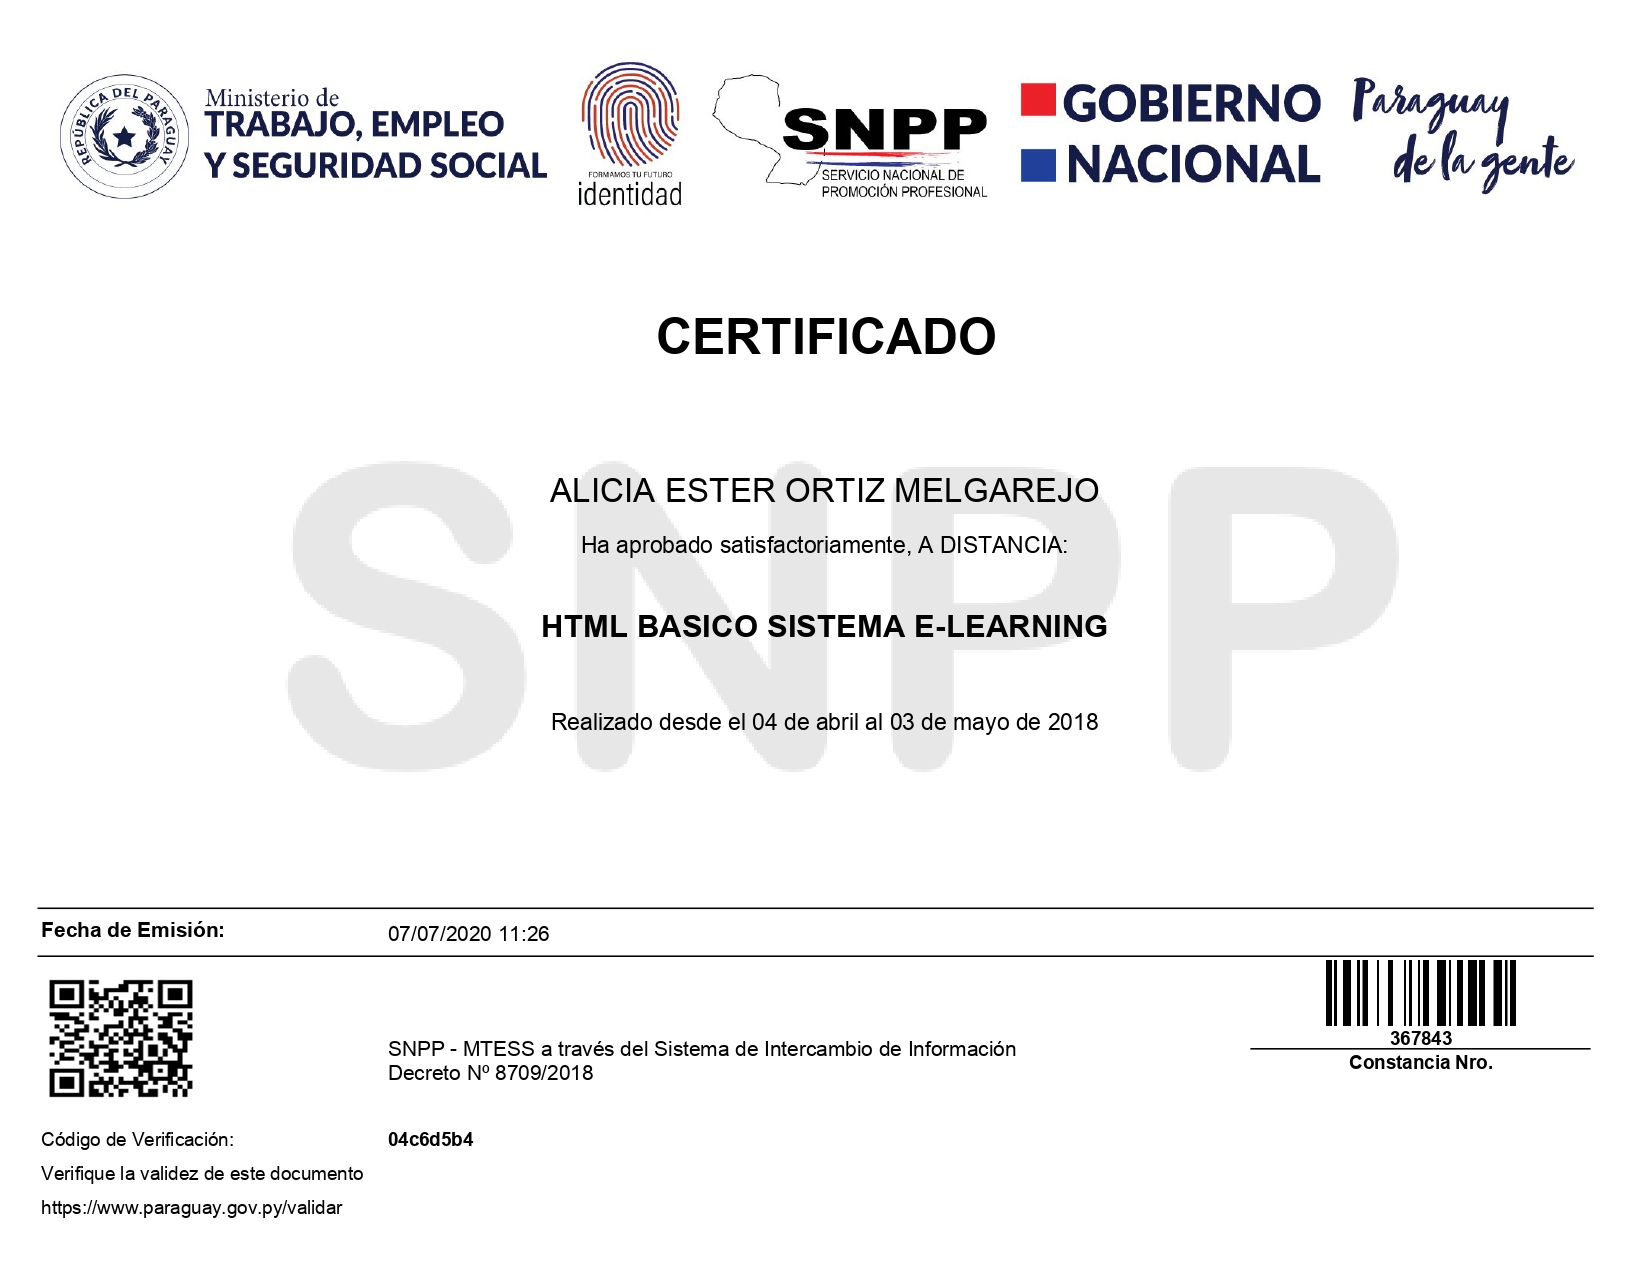 REPÚBLICA DEL PARAGUAY
Ministerio de
TRABAJO, EMPLEO
Y SEGURIDAD SOCIAL
FORMAMOS TU FUTURO
identidad
SNPP
SERVICIO NACIONAL DE
PROMOCIÓN PROFESIONAL
GOBIERNO
NACIONAL
Paraguay
de la gente
CERTIFICADO
SNPP
ALICIA ESTER ORTIZ MELGAREJO
Ha aprobado satisfactoriamente, A DISTANCIA:
HTML BASICO SISTEMA E-LEARNING
Realizado desde el 04 de abril al 03 de mayo de 2018
Fecha de Emisión: 07/07/2020 11:26
367843
Constancia Nro.
SNPP - MTESS a través del Sistema de Intercambio de Información
Decreto Nº 8709/2018
Código de Verificación: 04c6d5b4
Verifique la validez de este documento
https://www.paraguay.gov.py/validar